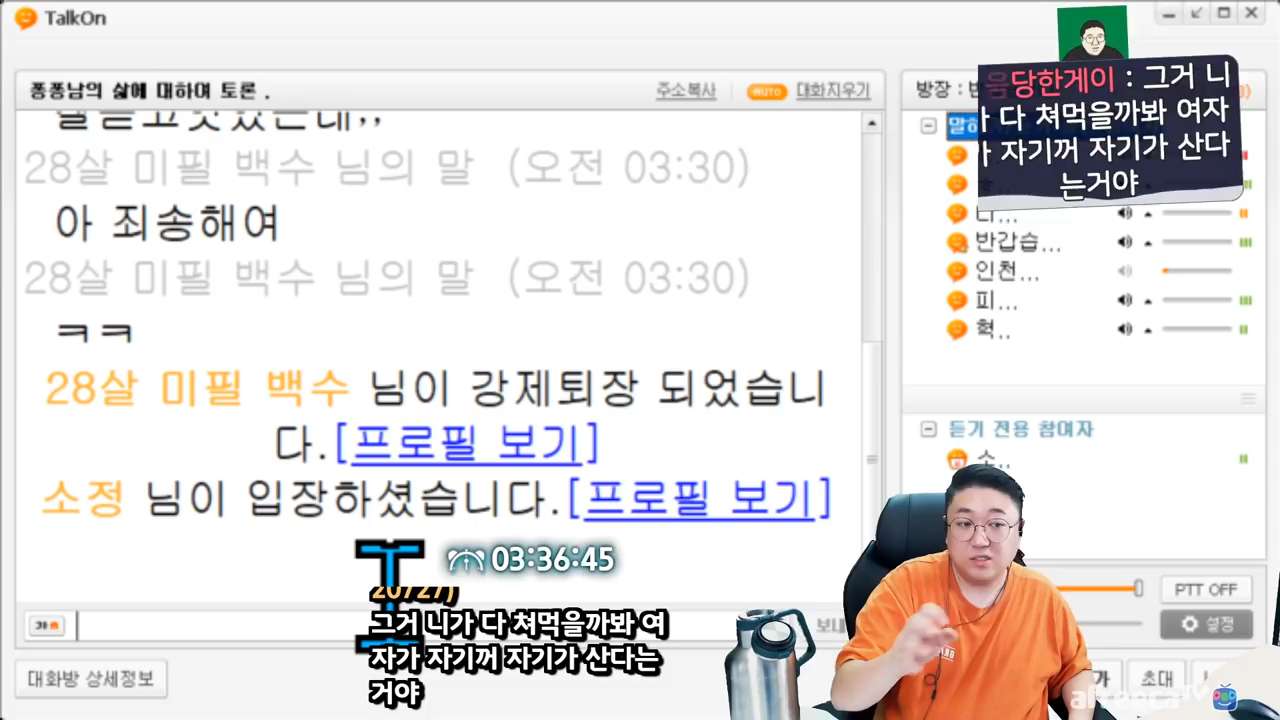 TalkOn
퐁퐁남의 삶에 대하여 토론 .
주소복사
AUTO
대화지우기
28살 미필 백수 님의 말 (오전 03:30)
아 죄송해여
28살 미필 백수 님의 말 (오전 03:30)
ㅋㅋ
28살 미필 백수 님이 강제퇴장 되었습니
다.[프로필 보기]
소정 님이 입장하셨습니다.[프로필 보기]
03:36:45
그거 니가 다 쳐먹을까봐 여
자가 자기꺼 자기가 산다는
거야
대화방 상세정보
방장 :
음당한게이 : 그거 니
가 다 쳐먹을까봐 여자
가 자기꺼 자기가 산다
는거야
반갑습...
인천...
피...
혁..
듣기 전용 참여자
소..
PTT OFF
설정
초대